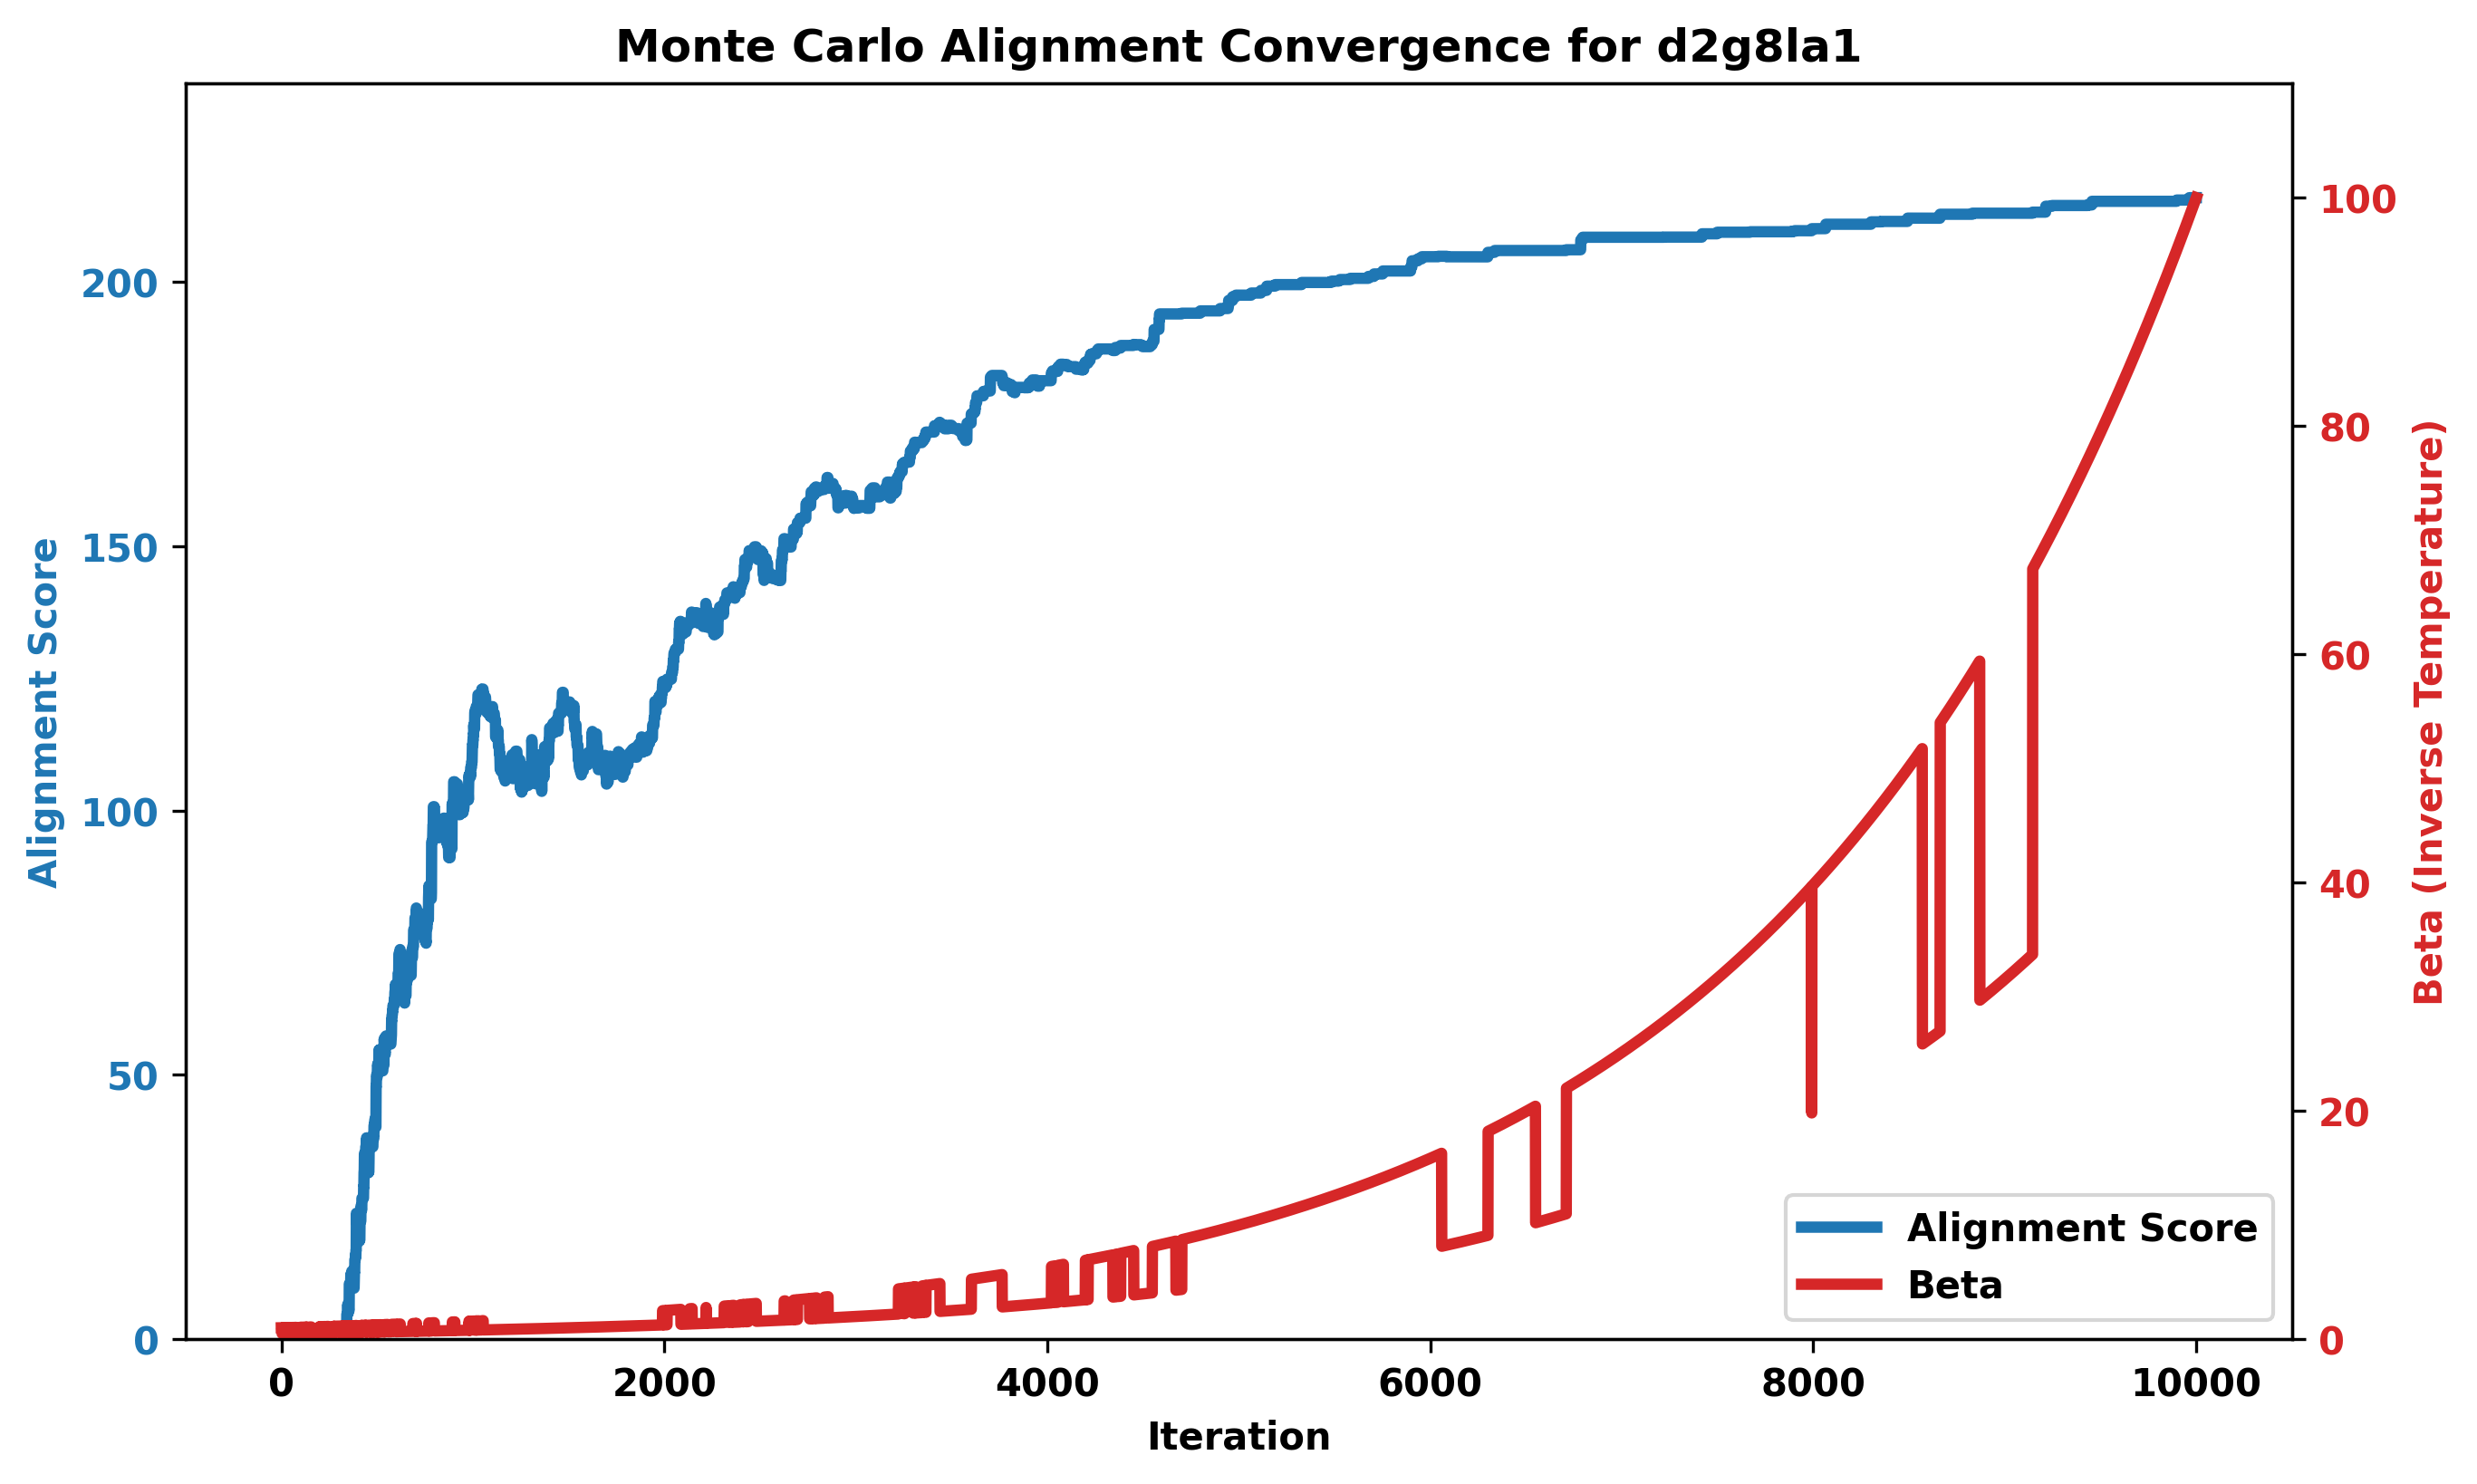 Monte Carlo Alignment Convergence for d2g8la1
Alignment Score
200
150
100
50
0
100
80
60
40
20
0
Beta (Inverse Temperature)
Alignment Score
Beta
0 2000 4000 6000 8000 10000
Iteration